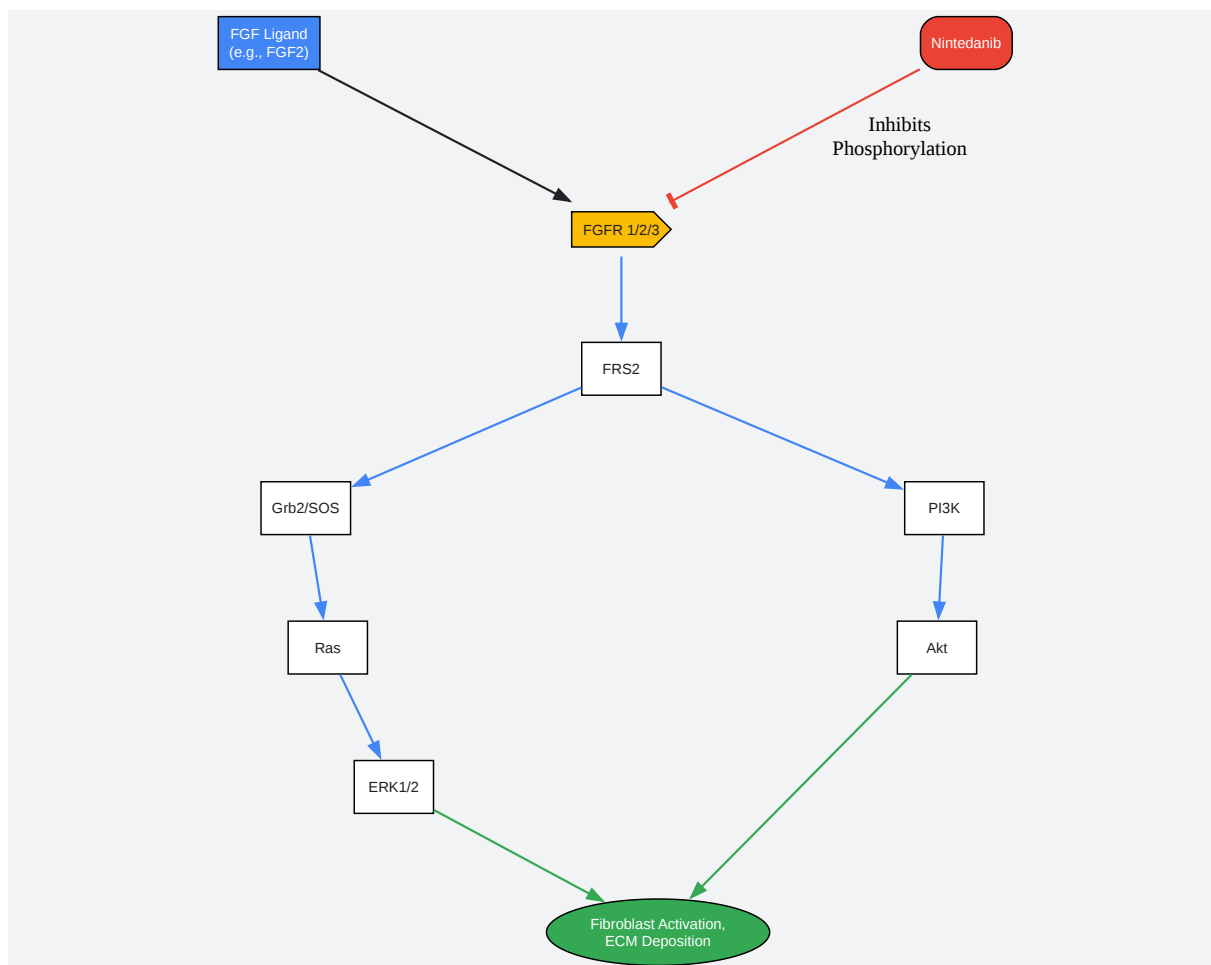 FGF Ligand
(e.g., FGF2)
Nintedanib
Inhibits
Phosphorylation
FGFR 1/2/3
FRS2
Grb2/SOS
PI3K
Ras
Akt
ERK1/2
Fibroblast Activation,
ECM Deposition